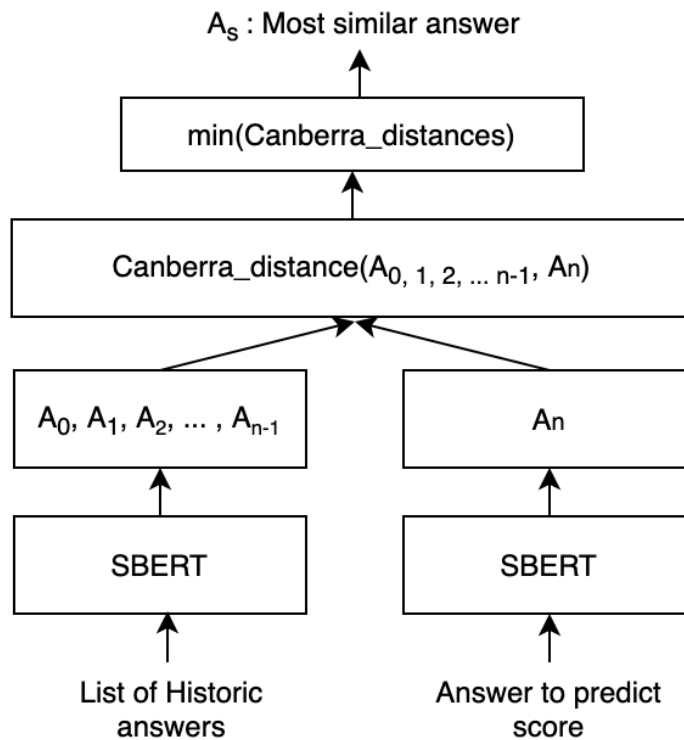 A_s : Most similar answer
min(Canberra_distances)
Canberra_distance(A_0, 1, 2, ... n-1, An)
A_0, A_1, A_2, ... , A_n-1
An
SBERT
SBERT
List of Historic
answers
Answer to predict
score